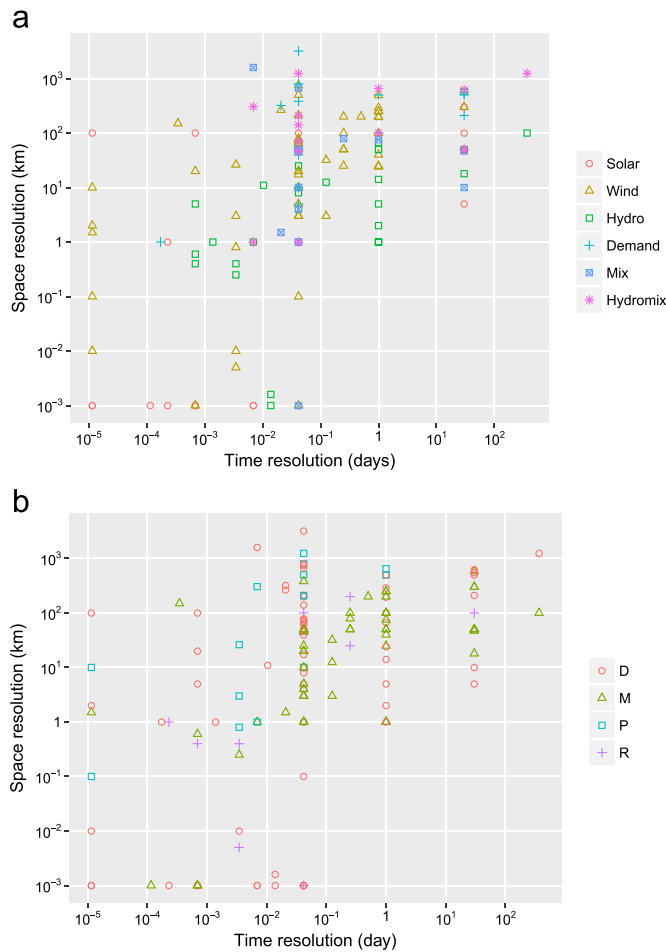 a
Space resolution (km)
10³
10²
10
1
10⁻¹
10⁻²
10⁻³
10⁻⁵ 10⁻⁴ 10⁻³ 10⁻² 10⁻¹ 1 10 10²
Time resolution (days)
Solar
Wind
Hydro
Demand
Mix
Hydromix
b
Space resolution (km)
10³
10²
10
1
10⁻¹
10⁻²
10⁻³
10⁻⁵ 10⁻⁴ 10⁻³ 10⁻² 10⁻¹ 1 10 10²
Time resolution (day)
D
M
P
R